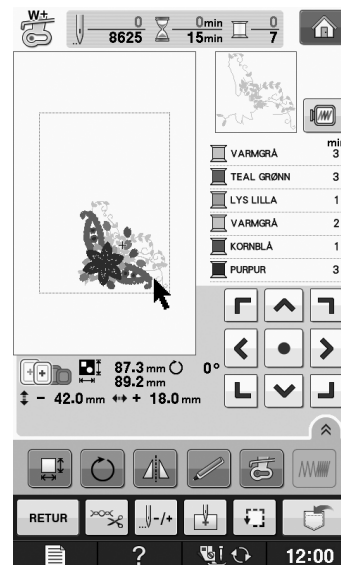 W+
0 0min 0
8625 15min 7
min
VARMGRÅ 3
TEAL GRØNN 3
LYS LILLA 1
VARMGRÅ 2
KORNBLÅ 1
PURPUR 3
87.3 mm 0°
89.2 mm
- 42.0 mm + 18.0 mm
RETUR -/+
? 12:00